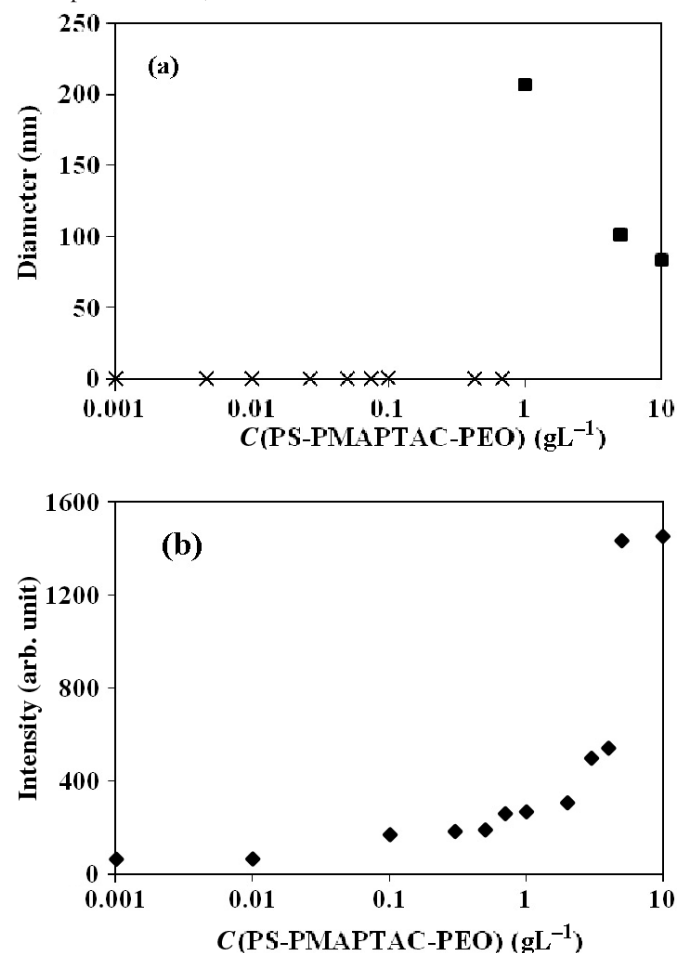 250
(a)
200
150
Diameter (nm)
100
50
0
0.001 0.01 0.1 1 10
C(PS-PMAPTAC-PEO) (gL⁻¹)
1600
(b)
1200
Intensity (arb. unit)
800
400
0
0.001 0.01 0.1 1 10
C(PS-PMAPTAC-PEO) (gL⁻¹)